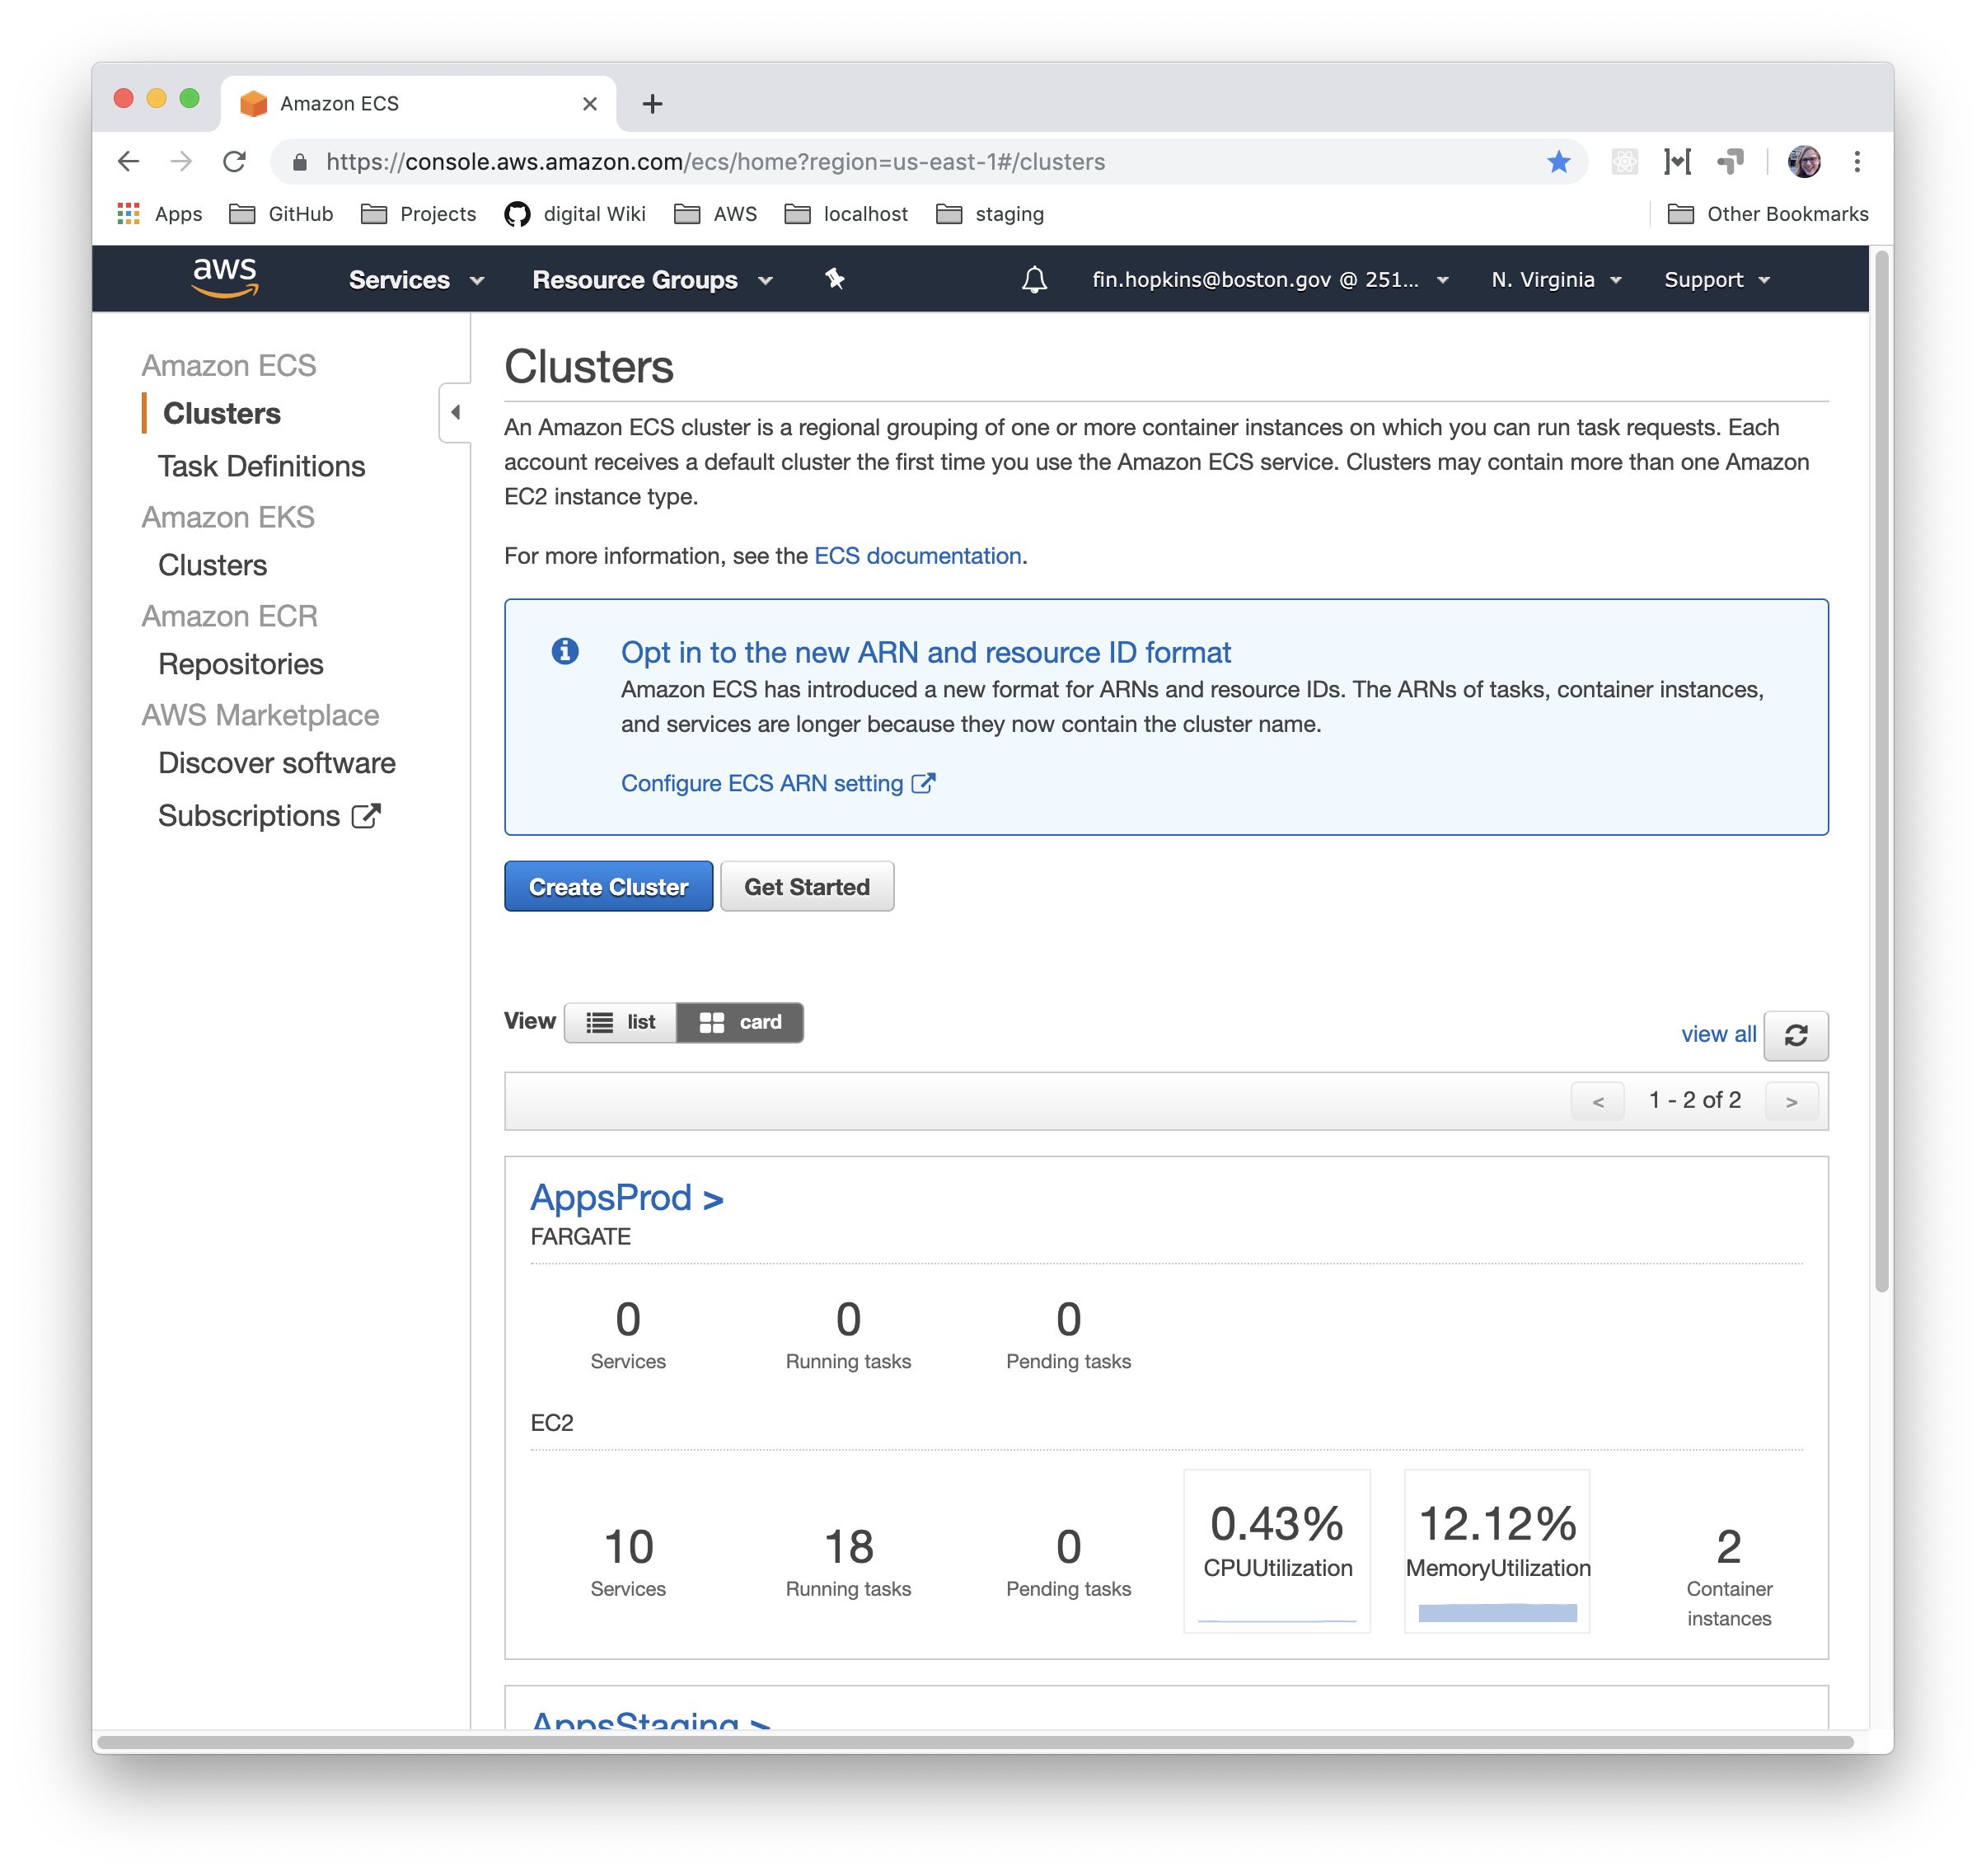 Amazon ECS
https://console.aws.amazon.com/ecs/home?region=us-east-1#/clusters
Apps GitHub Projects digital Wiki AWS localhost staging Other Bookmarks
aws Services Resource Groups fin.hopkins@boston.gov @ 251... N. Virginia Support
Amazon ECS
Clusters
Task Definitions
Amazon EKS
Clusters
Amazon ECR
Repositories
AWS Marketplace
Discover software
Subscriptions
Clusters
An Amazon ECS cluster is a regional grouping of one or more container instances on which you can run task requests. Each
account receives a default cluster the first time you use the Amazon ECS service. Clusters may contain more than one Amazon
EC2 instance type.
For more information, see the ECS documentation.
Opt in to the new ARN and resource ID format
Amazon ECS has introduced a new format for ARNs and resource IDs. The ARNs of tasks, container instances,
and services are longer because they now contain the cluster name.
Configure ECS ARN setting
Create Cluster Get Started
View list card
view all
< 1 - 2 of 2 >
AppsProd >
FARGATE
0 0 0
Services Running tasks Pending tasks
EC2
10 18 0 0.43% 12.12% 2
Services Running tasks Pending tasks CPUUtilization MemoryUtilization Container
instances
AppsStaging >